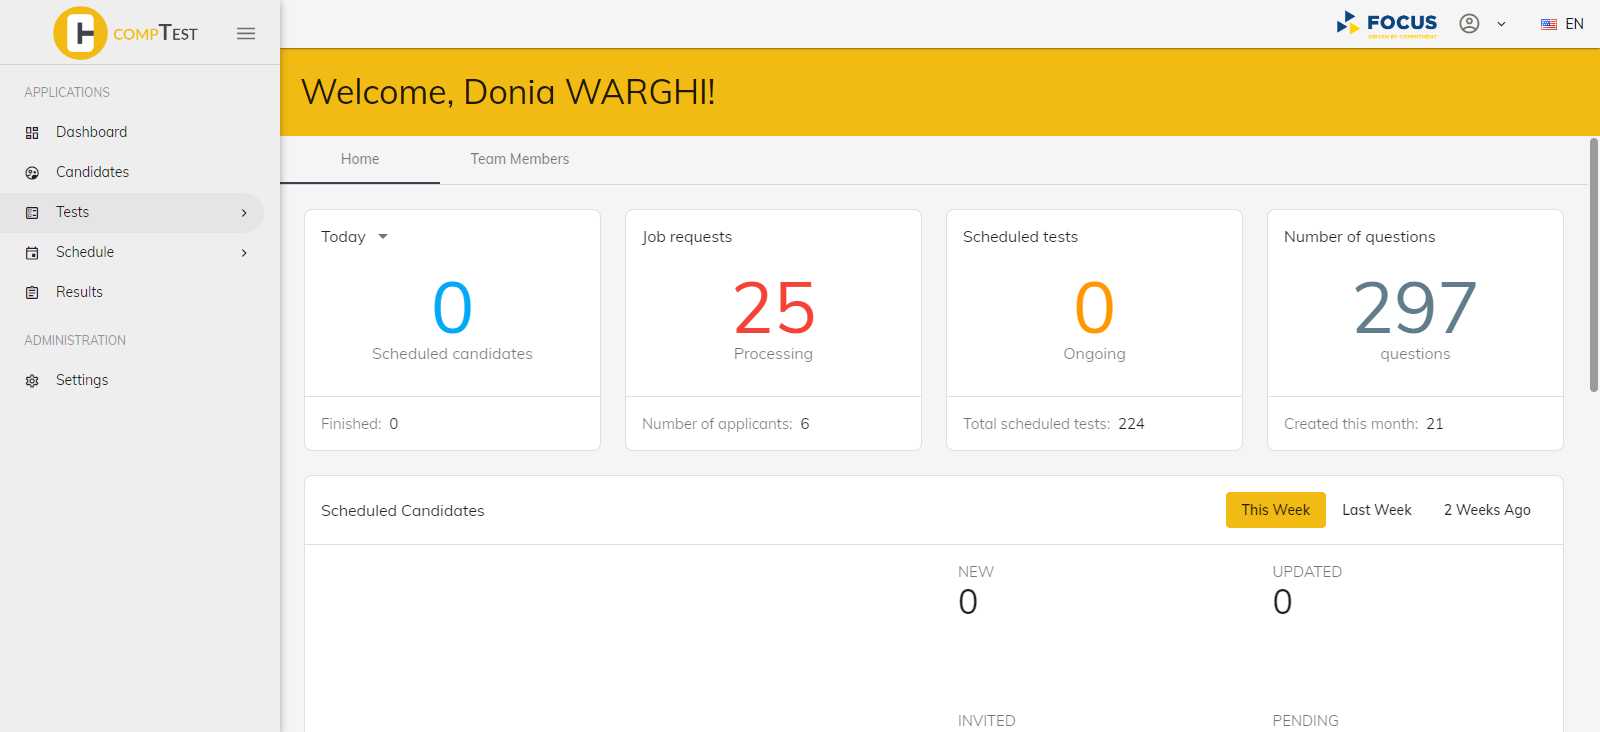 COMPTEST
FOCUS
DRIVEN BY COMMITMENT
EN
APPLICATIONS
Dashboard
Candidates
Tests
Schedule
Results
ADMINISTRATION
Settings
Welcome, Donia WARGHI!
Home Team Members
Today
0
Scheduled candidates
Finished: 0
Job requests
25
Processing
Number of applicants: 6
Scheduled tests
0
Ongoing
Total scheduled tests: 224
Number of questions
297
questions
Created this month: 21
Scheduled Candidates
This Week Last Week 2 Weeks Ago
NEW
0
UPDATED
0
INVITED
PENDING